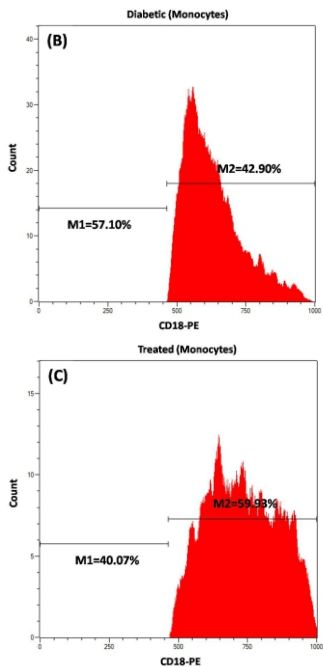 Diabetic (Monocytes)
(B)
40
30
20
10
0
Count
M2=42.90%
M1=57.10%
0 250 500 750 1000
CD18-PE
Treated (Monocytes)
(C)
15
10
5
0
Count
M2=59.93%
M1=40.07%
0 250 500 750 1000
CD18-PE